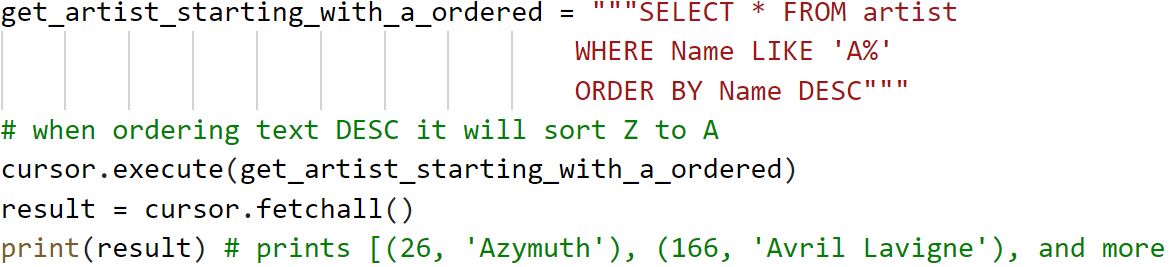 get_artist_starting_with_a_ordered = """SELECT * FROM artist
WHERE Name LIKE 'A%'
ORDER BY Name DESC"""
# when ordering text DESC it will sort Z to A
cursor.execute(get_artist_starting_with_a_ordered)
result = cursor.fetchall()
print(result) # prints [(26, 'Azymuth'), (166, 'Avril Lavigne'), and more